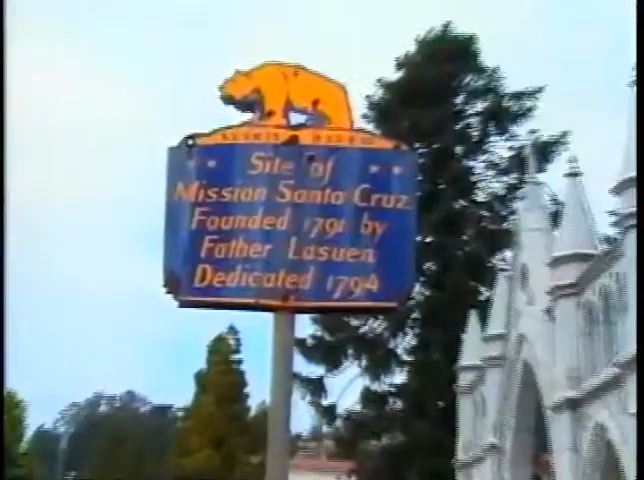 Site of
Mission Santa Cruz
Founded 1791 by
Father Lasuen
Dedicated 1794